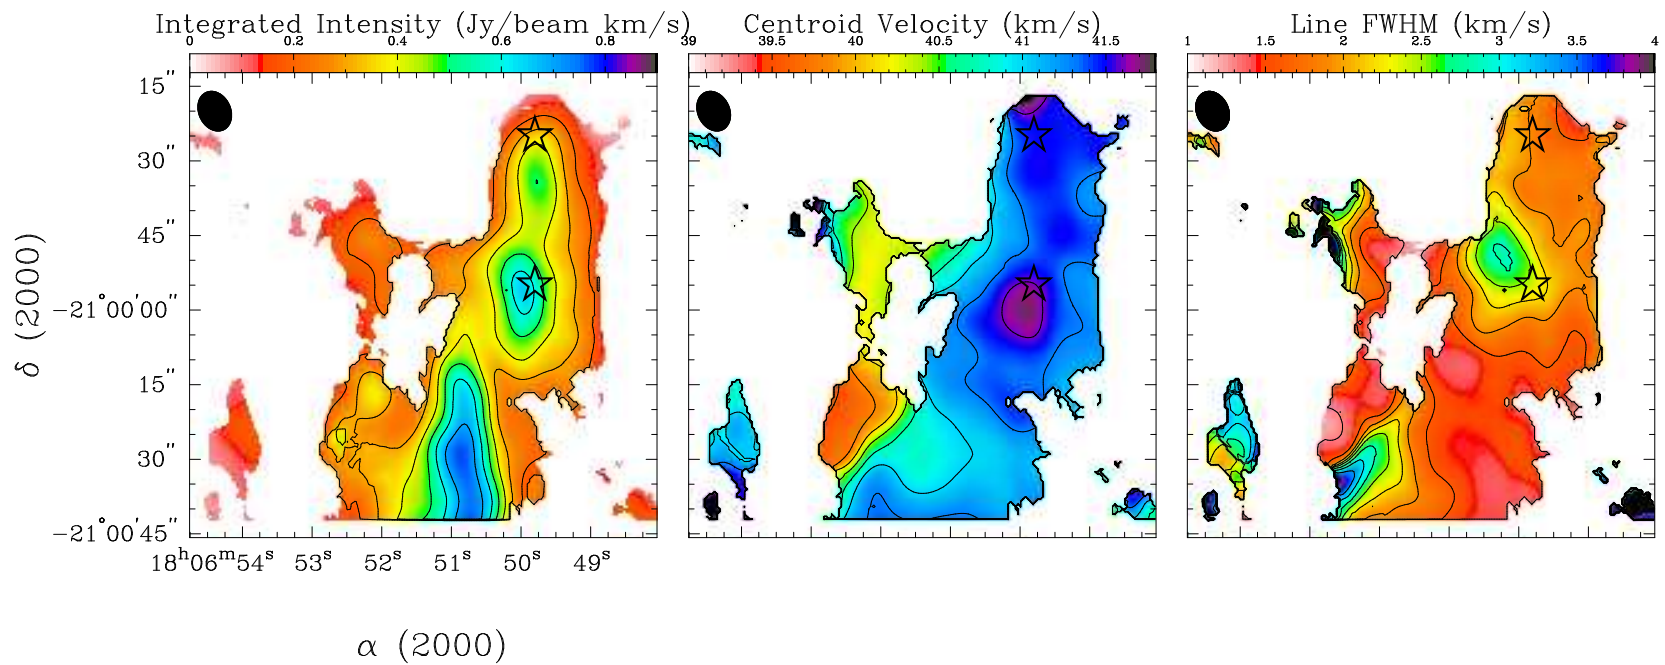 Integrated Intensity (Jy/beam km/s)
Centroid Velocity (km/s)
Line FWHM (km/s)
0 0.2 0.4 0.6 0.8
39 39.5 40 40.5 41 41.5
1 1.5 2 2.5 3 3.5 4
15″
30″
45″
−21°00′00″
15″
30″
−21°00′45″
δ (2000)
18ʰ06ᵐ54ˢ 53ˢ 52ˢ 51ˢ 50ˢ 49ˢ
α (2000)